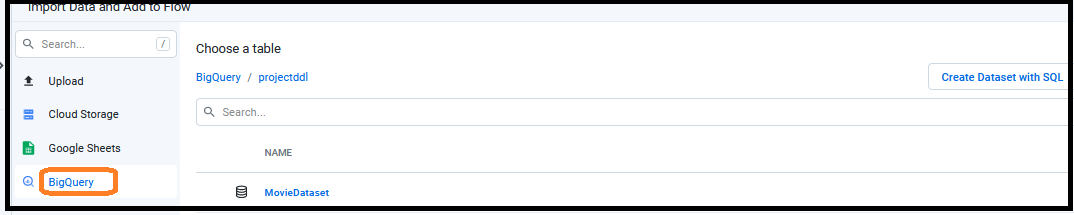 Import Data and Add to Flow
Search...
/
Upload
Cloud Storage
Google Sheets
BigQuery
Choose a table
BigQuery / projectddl
Create Dataset with SQL
Search...
NAME
MovieDataset